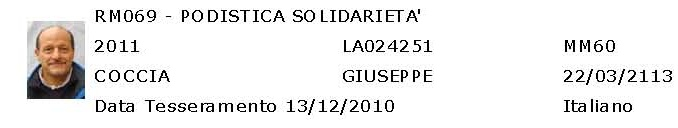 RM069 - PODISTICA SOLIDARIETA'
2011 LA024251 MM60
COCCIA GIUSEPPE 22/03/2113
Data Tesseramento 13/12/2010 Italiano